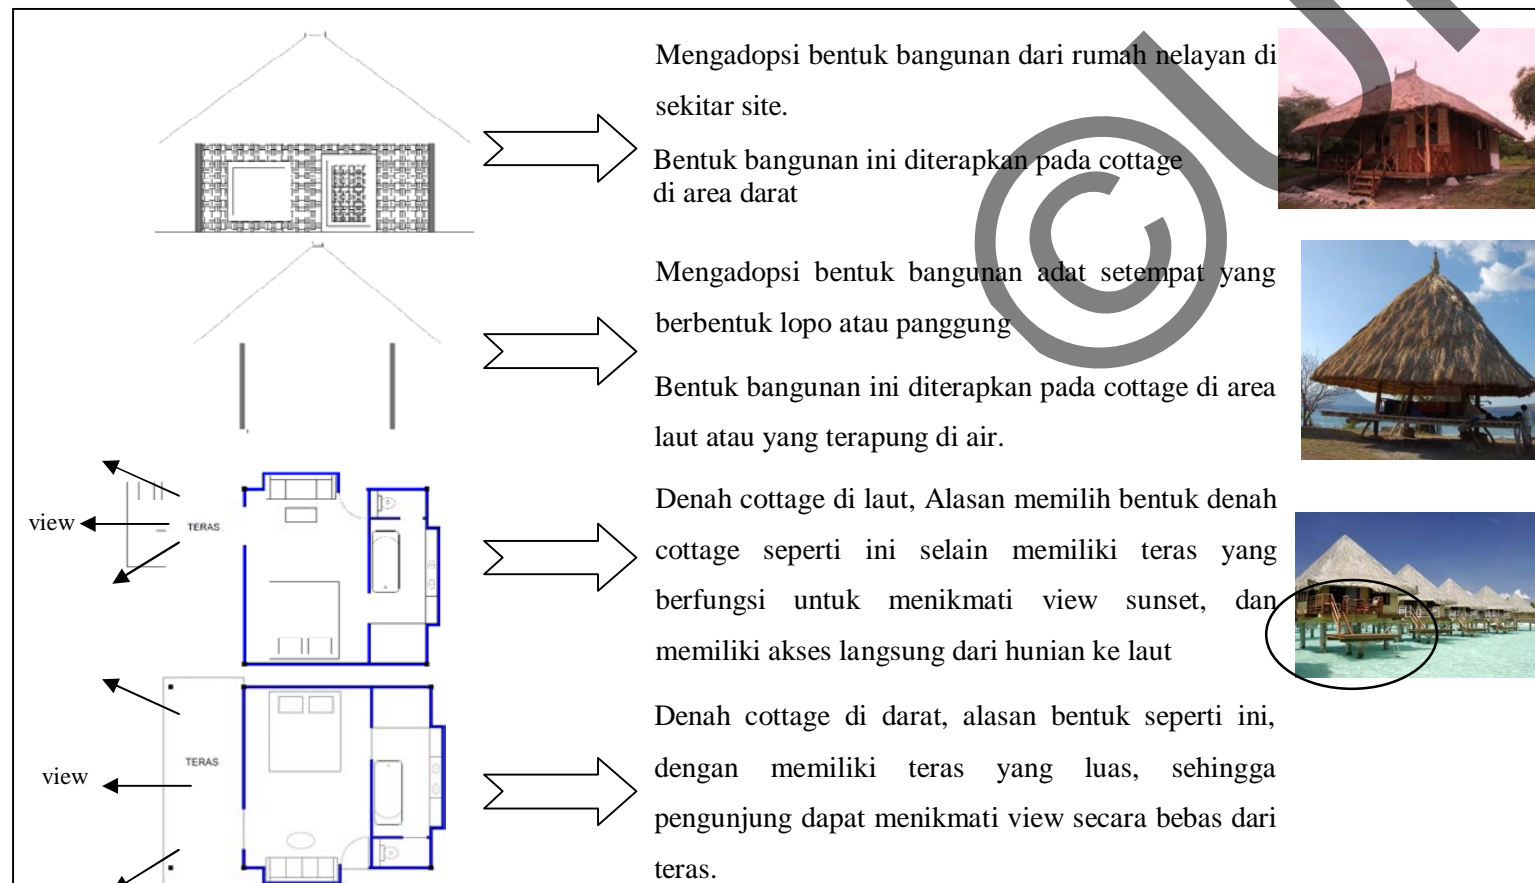 Mengadopsi bentuk bangunan dari rumah nelayan di
sekitar site.
Bentuk bangunan ini diterapkan pada cottage
di area darat
Mengadopsi bentuk bangunan adat setempat yang
berbentuk lopo atau panggung
Bentuk bangunan ini diterapkan pada cottage di area
laut atau yang terapung di air.
view
TERAS
Denah cottage di laut, Alasan memilih bentuk denah
cottage seperti ini selain memiliki teras yang
berfungsi untuk menikmati view sunset, dan
memiliki akses langsung dari hunian ke laut
view
TERAS
Denah cottage di darat, alasan bentuk seperti ini,
dengan memiliki teras yang luas, sehingga
pengunjung dapat menikmati view secara bebas dari
teras.